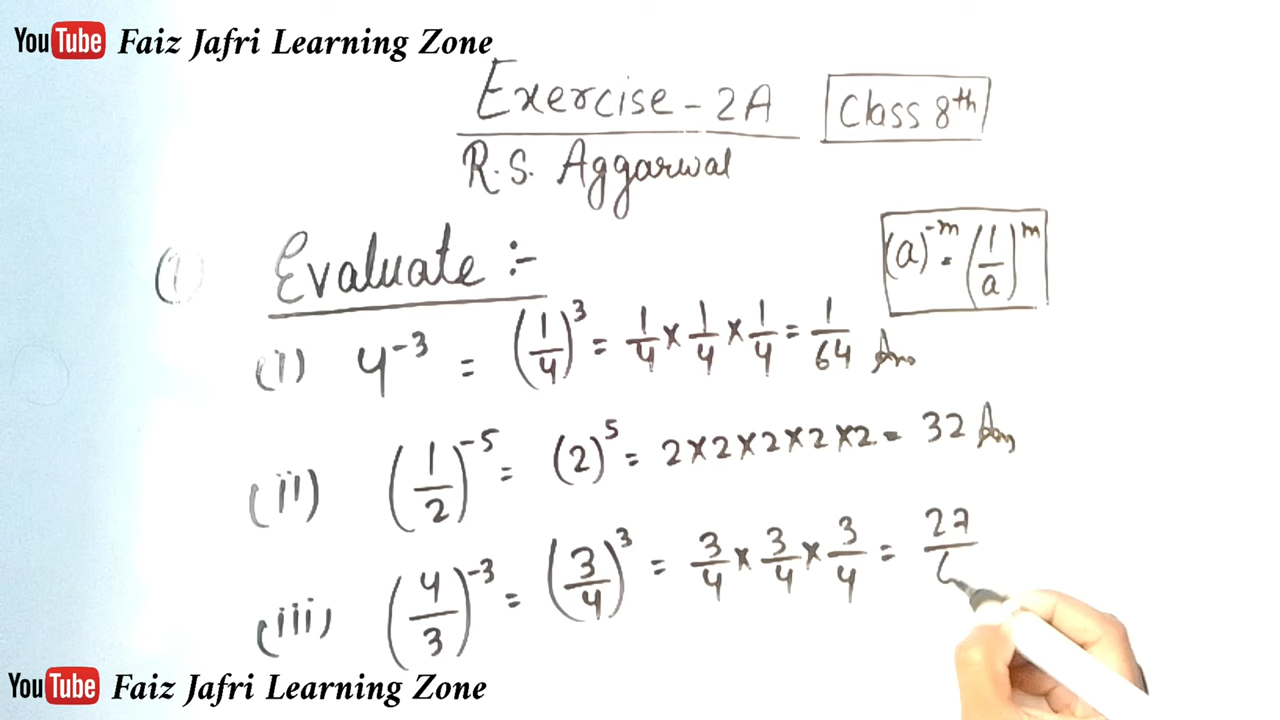 YouTube Faiz Jafri Learning Zone
Exercise - 2A Class 8th
R.S. Aggarwal
(a)^-m = (1/a)^m
(1) Evaluate :-
(i) 4^-3 = (1/4)^3 = 1/4 × 1/4 × 1/4 = 1/64 Ans
(ii) (1/2)^-5 = (2)^5 = 2×2×2×2×2 = 32 Ans
(iii) (4/3)^-3 = (3/4)^3 = 3/4 × 3/4 × 3/4 = 27/
YouTube Faiz Jafri Learning Zone